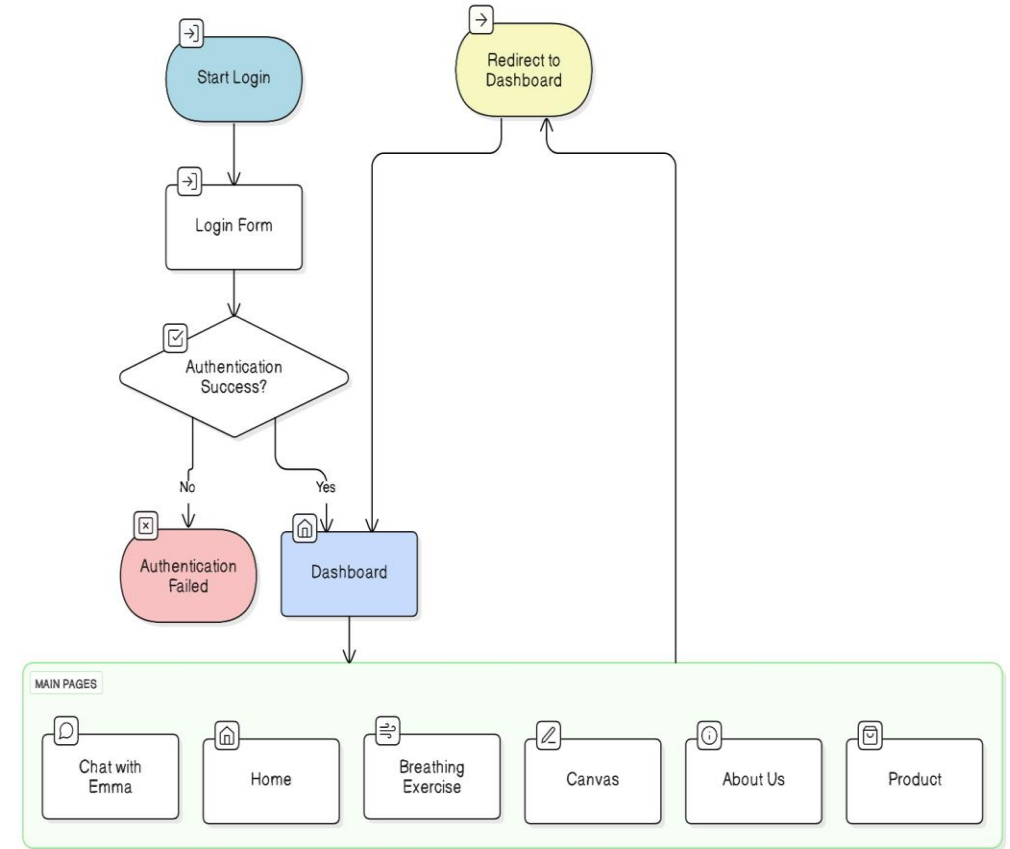 Start Login
Redirect to
Dashboard
Login Form
Authentication
Success?
No
Yes
Authentication
Failed
Dashboard
MAIN PAGES
Chat with
Emma
Home
Breathing
Exercise
Canvas
About Us
Product